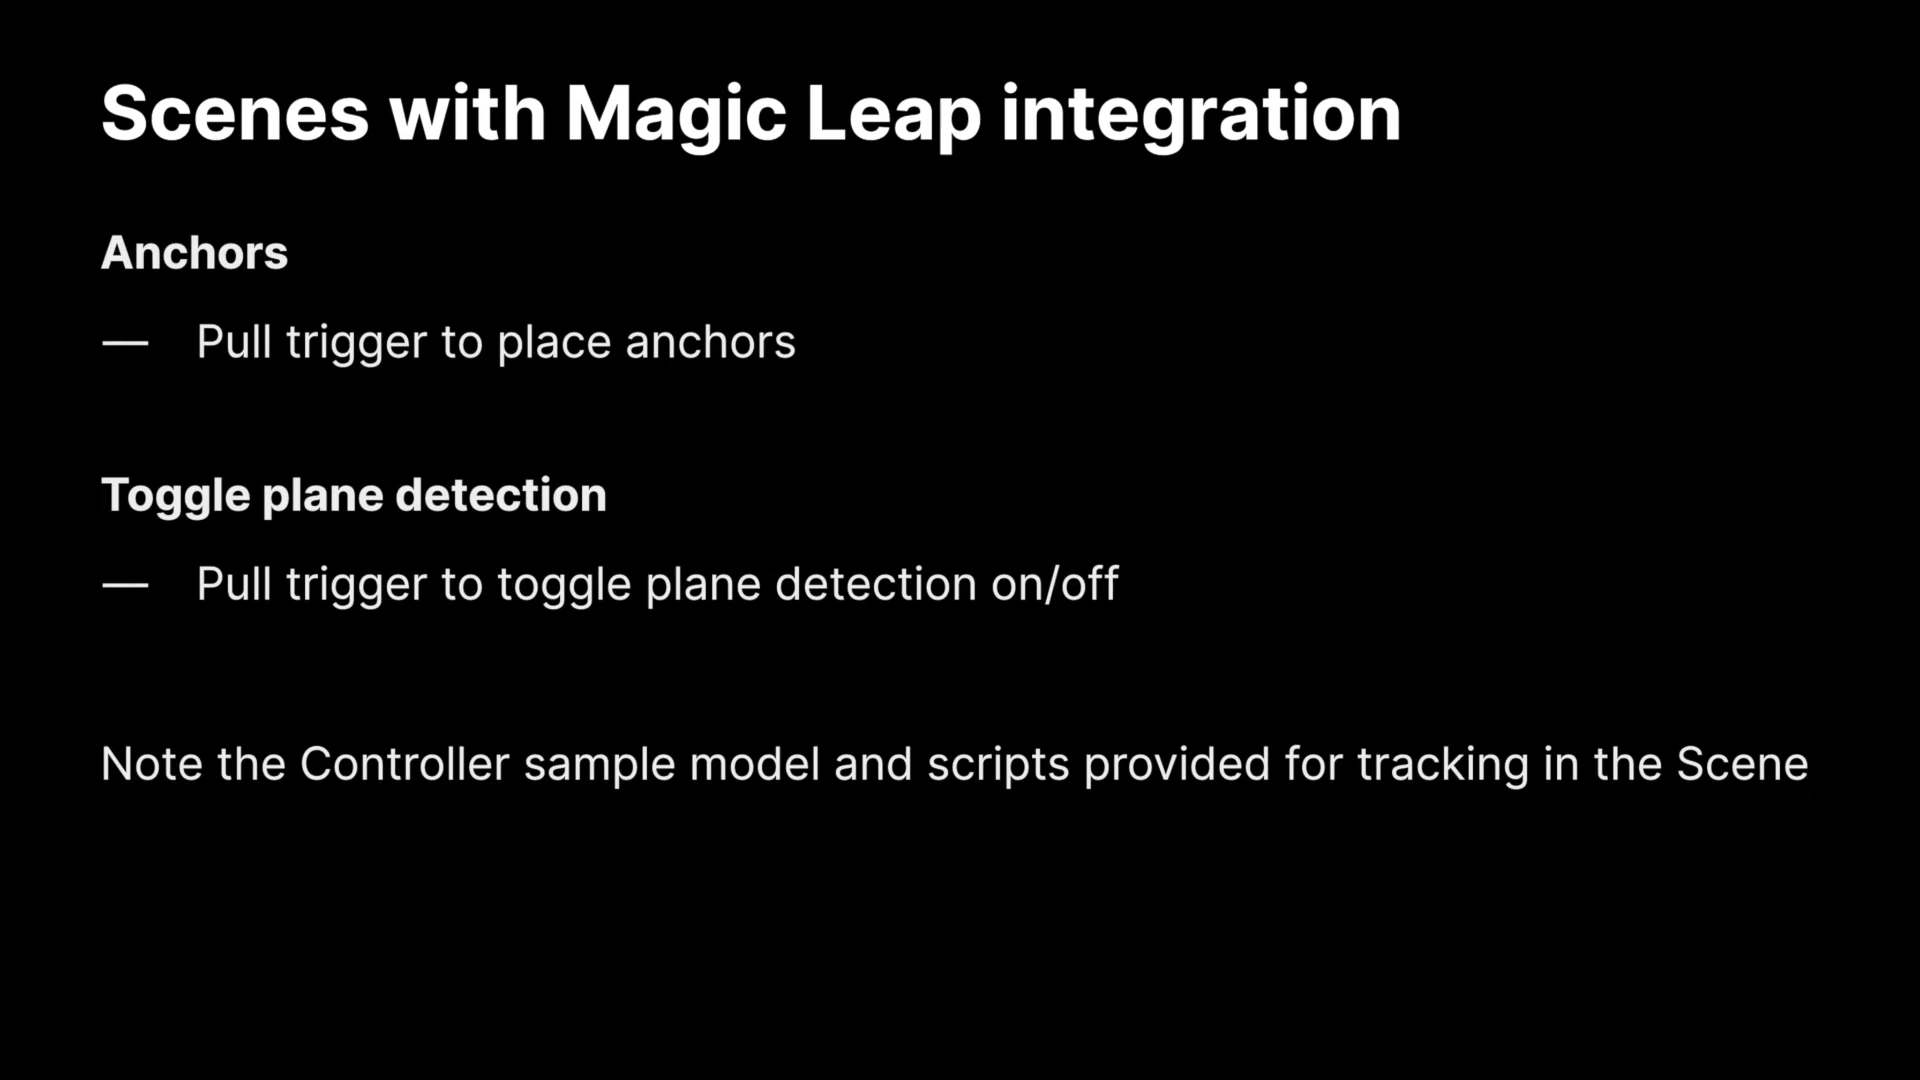 Scenes with Magic Leap integration
Anchors
— Pull trigger to place anchors
Toggle plane detection
— Pull trigger to toggle plane detection on/off
Note the Controller sample model and scripts provided for tracking in the Scene